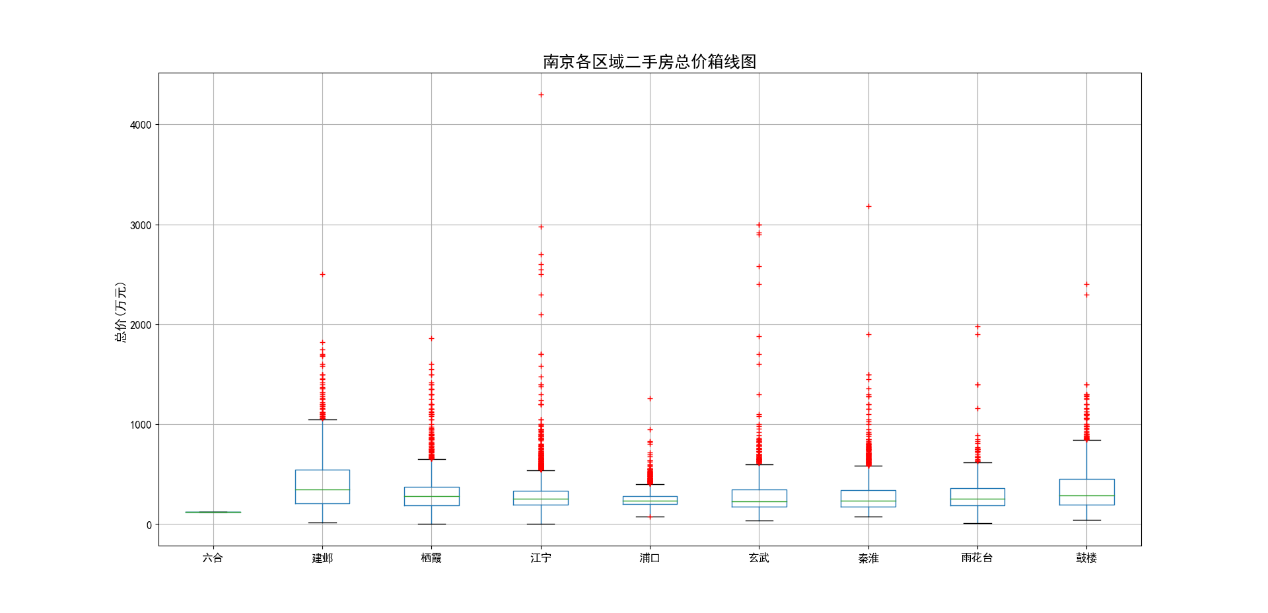 南京各区域二手房总价箱线图
总价(万元)
4000
3000
2000
1000
0
六合 建邺 栖霞 江宁 浦口 玄武 秦淮 雨花台 鼓楼